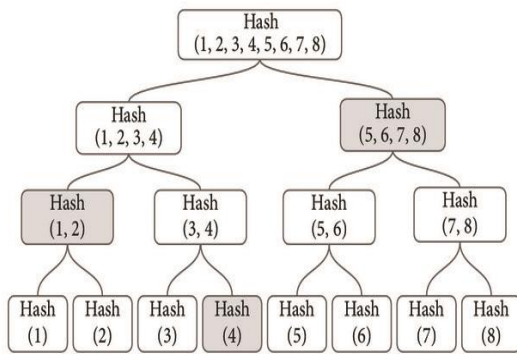 Hash
(1, 2, 3, 4, 5, 6, 7, 8)
Hash
(1, 2, 3, 4)
Hash
(5, 6, 7, 8)
Hash
(1, 2)
Hash
(3, 4)
Hash
(5, 6)
Hash
(7, 8)
Hash
(1)
Hash
(2)
Hash
(3)
Hash
(4)
Hash
(5)
Hash
(6)
Hash
(7)
Hash
(8)